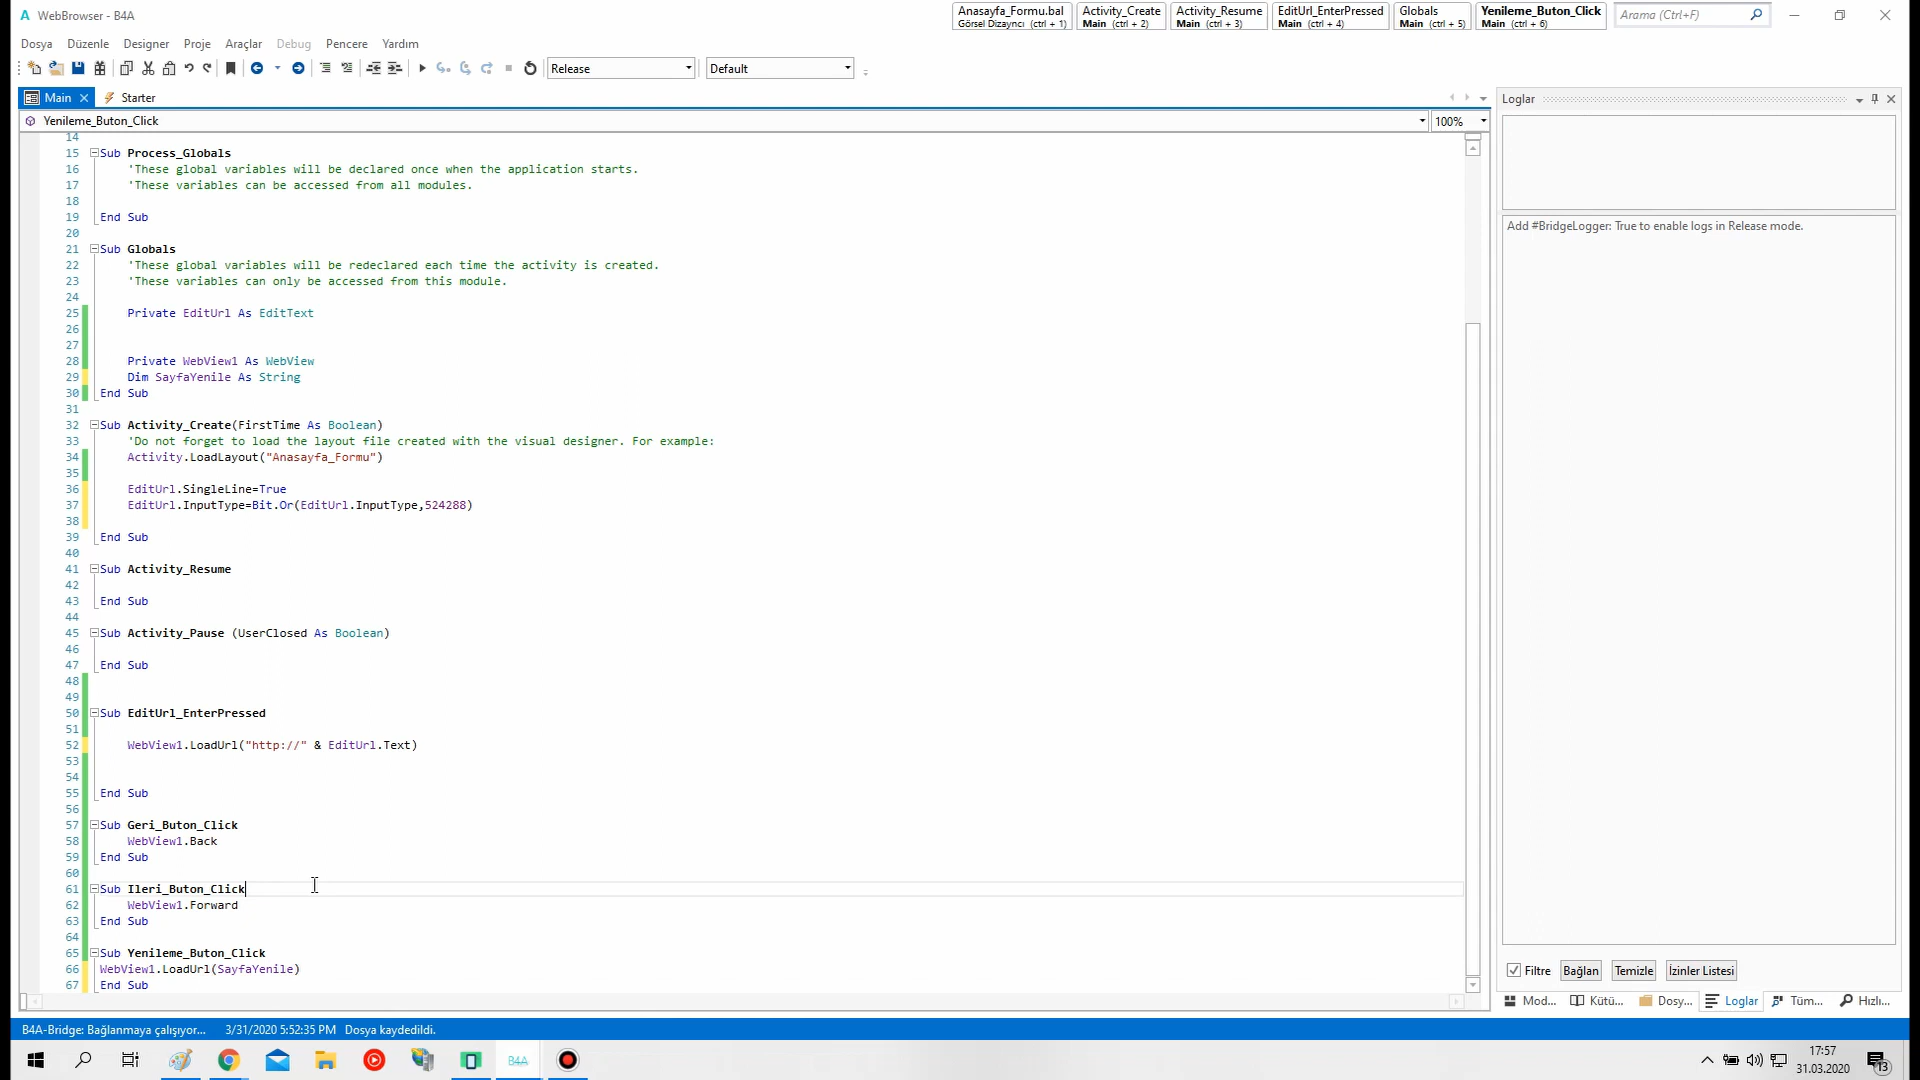 WebBrowser - B4A
Anasayfa_Formu.bal
Görsel Dizayncı (ctrl + 1)
Activity_Create
Main (ctrl + 2)
Activity_Resume
Main (ctrl + 3)
EditUrl_EnterPressed
Main (ctrl + 4)
Globals
Main (ctrl + 5)
Yenileme_Buton_Click
Main (ctrl + 6)
Arama (Ctrl+F)
Dosya Düzenle Designer Proje Araçlar Debug Pencere Yardım
Release Default
Main Starter
Yenileme_Buton_Click 100%
14
15 Sub Process_Globals
16 'These global variables will be declared once when the application starts.
17 'These variables can be accessed from all modules.
18
19 End Sub
20
21 Sub Globals
22 'These global variables will be redeclared each time the activity is created.
23 'These variables can only be accessed from this module.
24
25 Private EditUrl As EditText
26
27
28 Private WebView1 As WebView
29 Dim SayfaYenile As String
30 End Sub
31
32 Sub Activity_Create(FirstTime As Boolean)
33 'Do not forget to load the layout file created with the visual designer. For example:
34 Activity.LoadLayout("Anasayfa_Formu")
35
36 EditUrl.SingleLine=True
37 EditUrl.InputType=Bit.Or(EditUrl.InputType,524288)
38
39 End Sub
40
41 Sub Activity_Resume
42
43 End Sub
44
45 Sub Activity_Pause (UserClosed As Boolean)
46
47 End Sub
48
49
50 Sub EditUrl_EnterPressed
51
52 WebView1.LoadUrl("http://" & EditUrl.Text)
53
54
55 End Sub
56
57 Sub Geri_Buton_Click
58 WebView1.Back
59 End Sub
60
61 Sub Ileri_Buton_Click
62 WebView1.Forward
63 End Sub
64
65 Sub Yenileme_Buton_Click
66 WebView1.LoadUrl(SayfaYenile)
67 End Sub
Loglar
Add #BridgeLogger: True to enable logs in Release mode.
Filtre Bağlan Temizle İzinler Listesi
Mod... Kütü... Dosy... Loglar Tüm... Hızlı...
B4A-Bridge: Bağlanmaya çalışıyor... 3/31/2020 5:52:35 PM Dosya kaydedildi.
B4A
17:57
31.03.2020
13